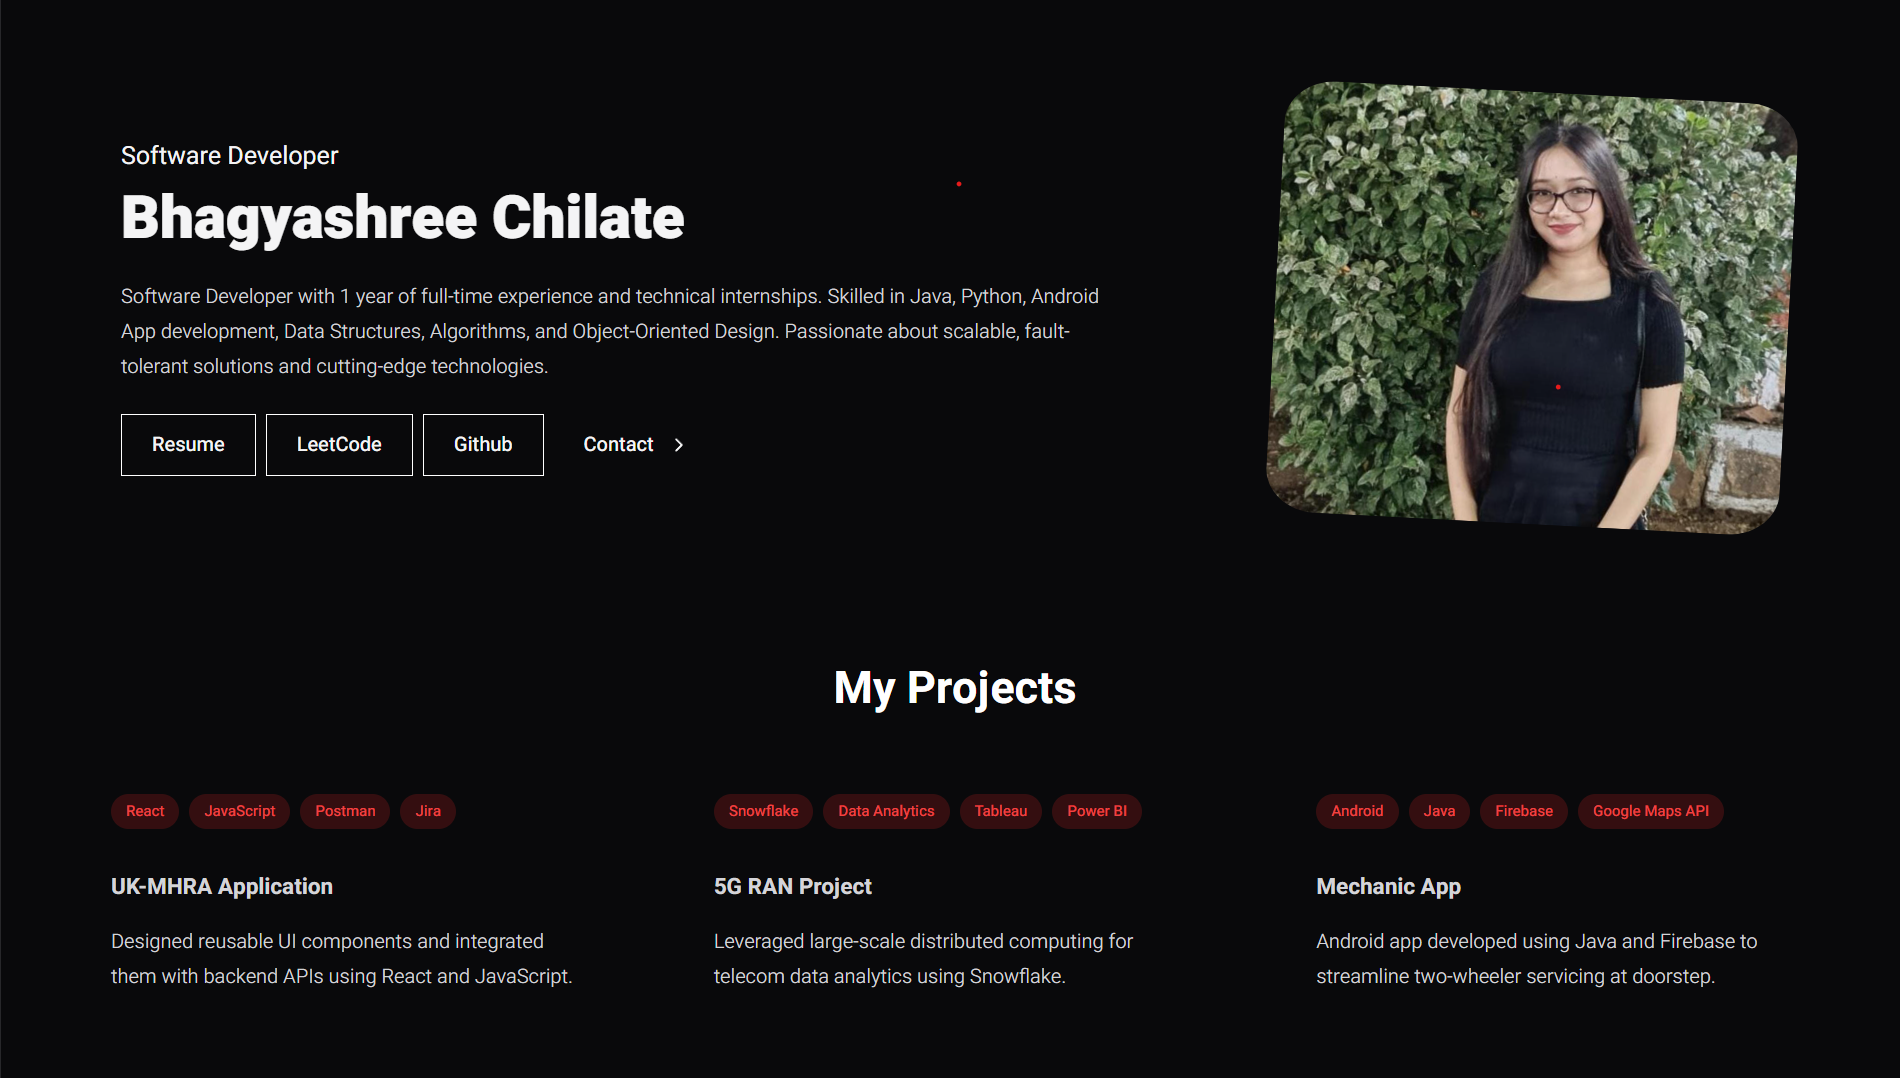 Software Developer
Bhagyashree Chilate
Software Developer with 1 year of full-time experience and technical internships. Skilled in Java, Python, Android
App development, Data Structures, Algorithms, and Object-Oriented Design. Passionate about scalable, fault-
tolerant solutions and cutting-edge technologies.
Resume LeetCode Github Contact
My Projects
React JavaScript Postman Jira
UK-MHRA Application
Designed reusable UI components and integrated
them with backend APIs using React and JavaScript.
Snowflake Data Analytics Tableau Power BI
5G RAN Project
Leveraged large-scale distributed computing for
telecom data analytics using Snowflake.
Android Java Firebase Google Maps API
Mechanic App
Android app developed using Java and Firebase to
streamline two-wheeler servicing at doorstep.